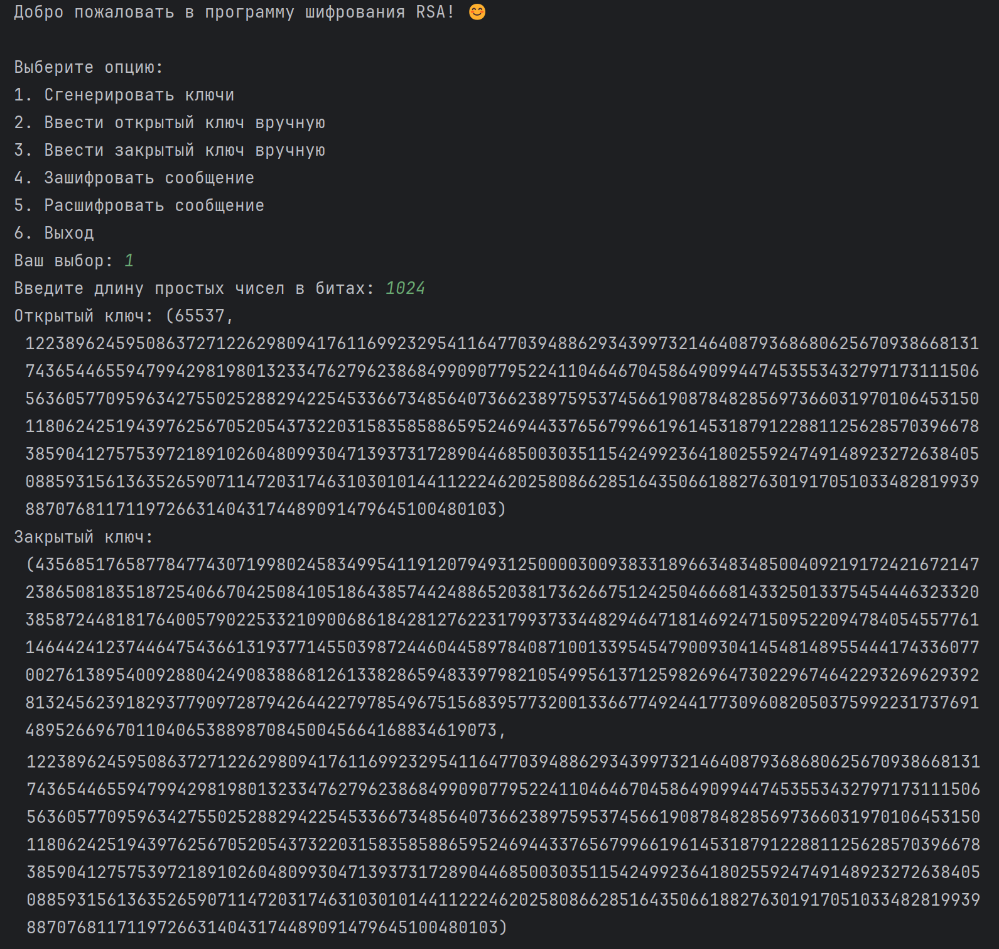 Добро пожаловать в программу шифрования RSA! 😊
Выберите опцию:
1. Сгенерировать ключи
2. Ввести открытый ключ вручную
3. Ввести закрытый ключ вручную
4. Зашифровать сообщение
5. Расшифровать сообщение
6. Выход
Ваш выбор: 1
Введите длину простых чисел в битах: 1024
Открытый ключ: (65537,
12238962459508637271226298094176116992329541164770394886293439973214640879368680625670938668131
74365446559479942981980132334762796238684990907795224110464670458649099447453553432797173111506
56360577095963427550252882942254533667348564073662389759537456619087848285697366031970106453150
11806242519439762567052054373220315835858865952469443376567996619614531879122881125628570396678
38590412757539721891026048099304713937317289044685003035115424992364180255924749148923272638405
08859315613635265907114720317463103010144112224620258086628516435066188276301917051033482819939
88707681171197266314043174489091479645100480103)
Закрытый ключ:
(4356851765877847743071998024583499541191207949312500003009383318966348348500409219172421672147
23865081835187254066704250841051864385744248865203817362667512425046668143325013375454446323320
38587244818176400579022533210900686184281276223179937334482946471814692471509522094784054557761
14644241237446475436613193771455039872446044589784087100133954547900930414548148955444174336077
00276138954009288042490838868126133828659483397982105499561371259826964730229674642293269629392
81324562391829377909728794264422797854967515683957732001336677492441773096082050375992231737691
48952669670110406538898708450045664168834619073,
12238962459508637271226298094176116992329541164770394886293439973214640879368680625670938668131
74365446559479942981980132334762796238684990907795224110464670458649099447453553432797173111506
56360577095963427550252882942254533667348564073662389759537456619087848285697366031970106453150
11806242519439762567052054373220315835858865952469443376567996619614531879122881125628570396678
38590412757539721891026048099304713937317289044685003035115424992364180255924749148923272638405
08859315613635265907114720317463103010144112224620258086628516435066188276301917051033482819939
88707681171197266314043174489091479645100480103)